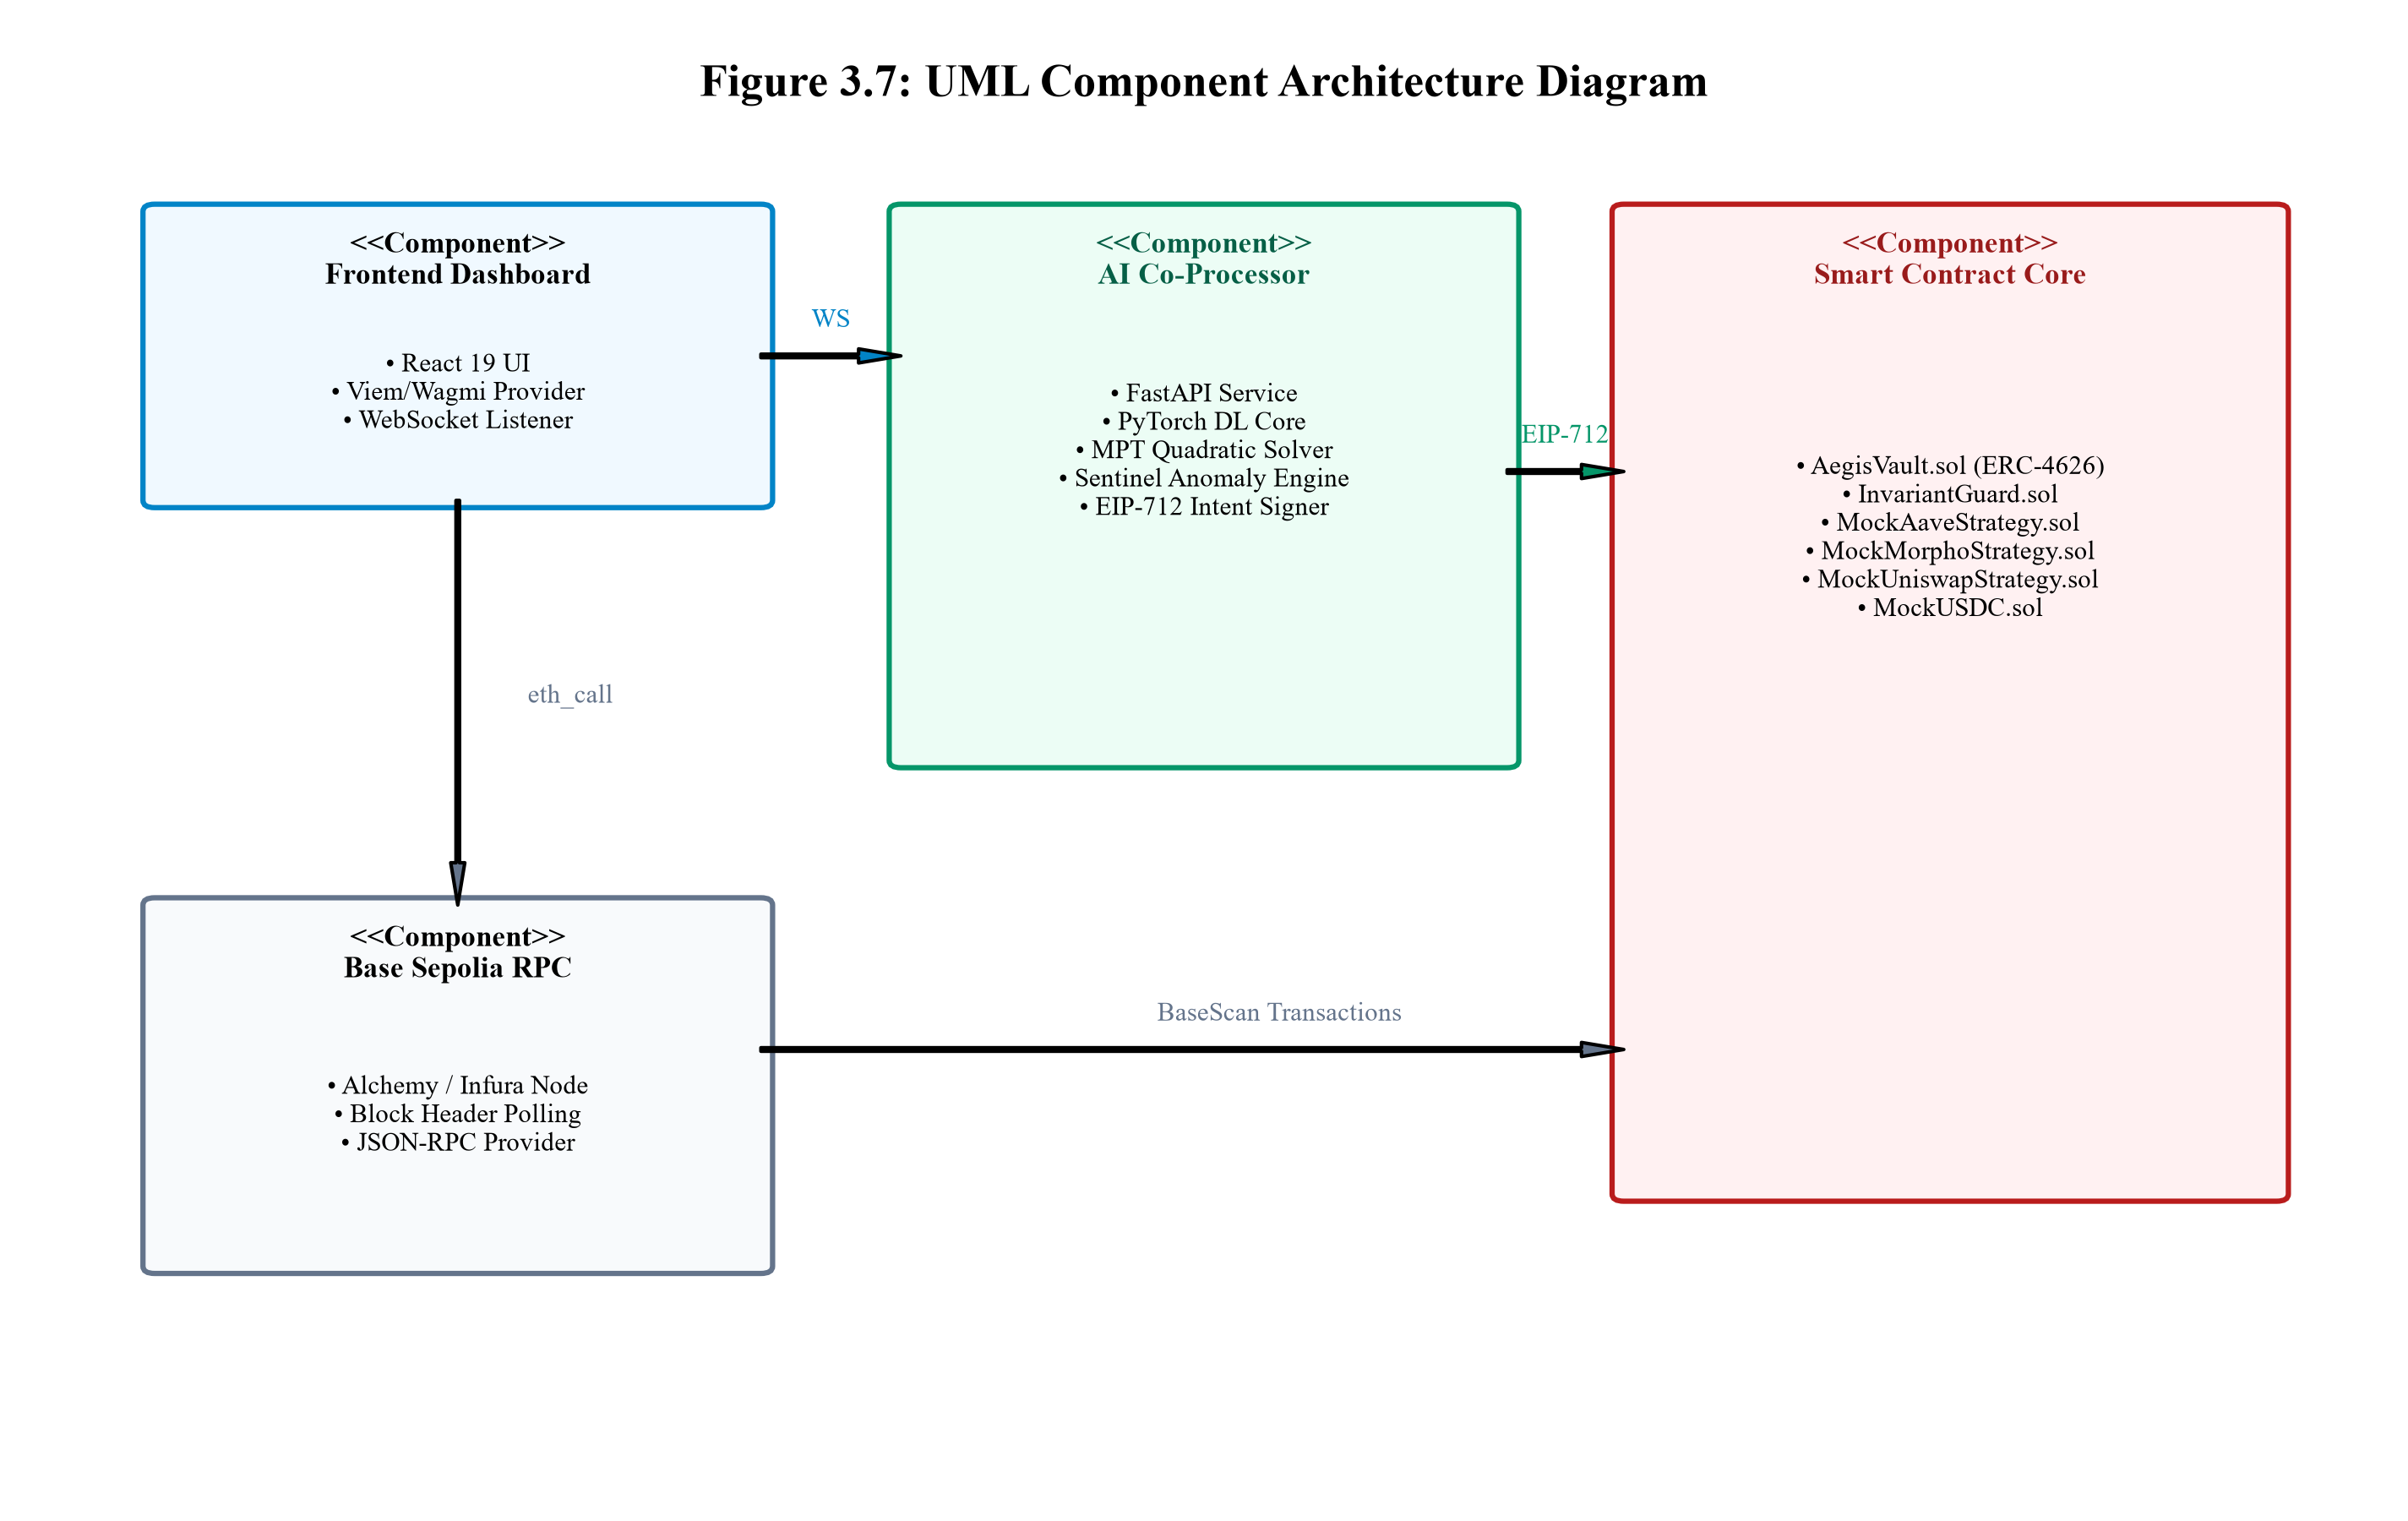 Figure 3.7: UML Component Architecture Diagram
<<Component>>
Frontend Dashboard
• React 19 UI
• Viem/Wagmi Provider
• WebSocket Listener
WS
<<Component>>
AI Co-Processor
• FastAPI Service
• PyTorch DL Core
• MPT Quadratic Solver
• Sentinel Anomaly Engine
• EIP-712 Intent Signer
EIP-712
<<Component>>
Smart Contract Core
• AegisVault.sol (ERC-4626)
• InvariantGuard.sol
• MockAaveStrategy.sol
• MockMorphoStrategy.sol
• MockUniswapStrategy.sol
• MockUSDC.sol
eth_call
<<Component>>
Base Sepolia RPC
• Alchemy / Infura Node
• Block Header Polling
• JSON-RPC Provider
BaseScan Transactions